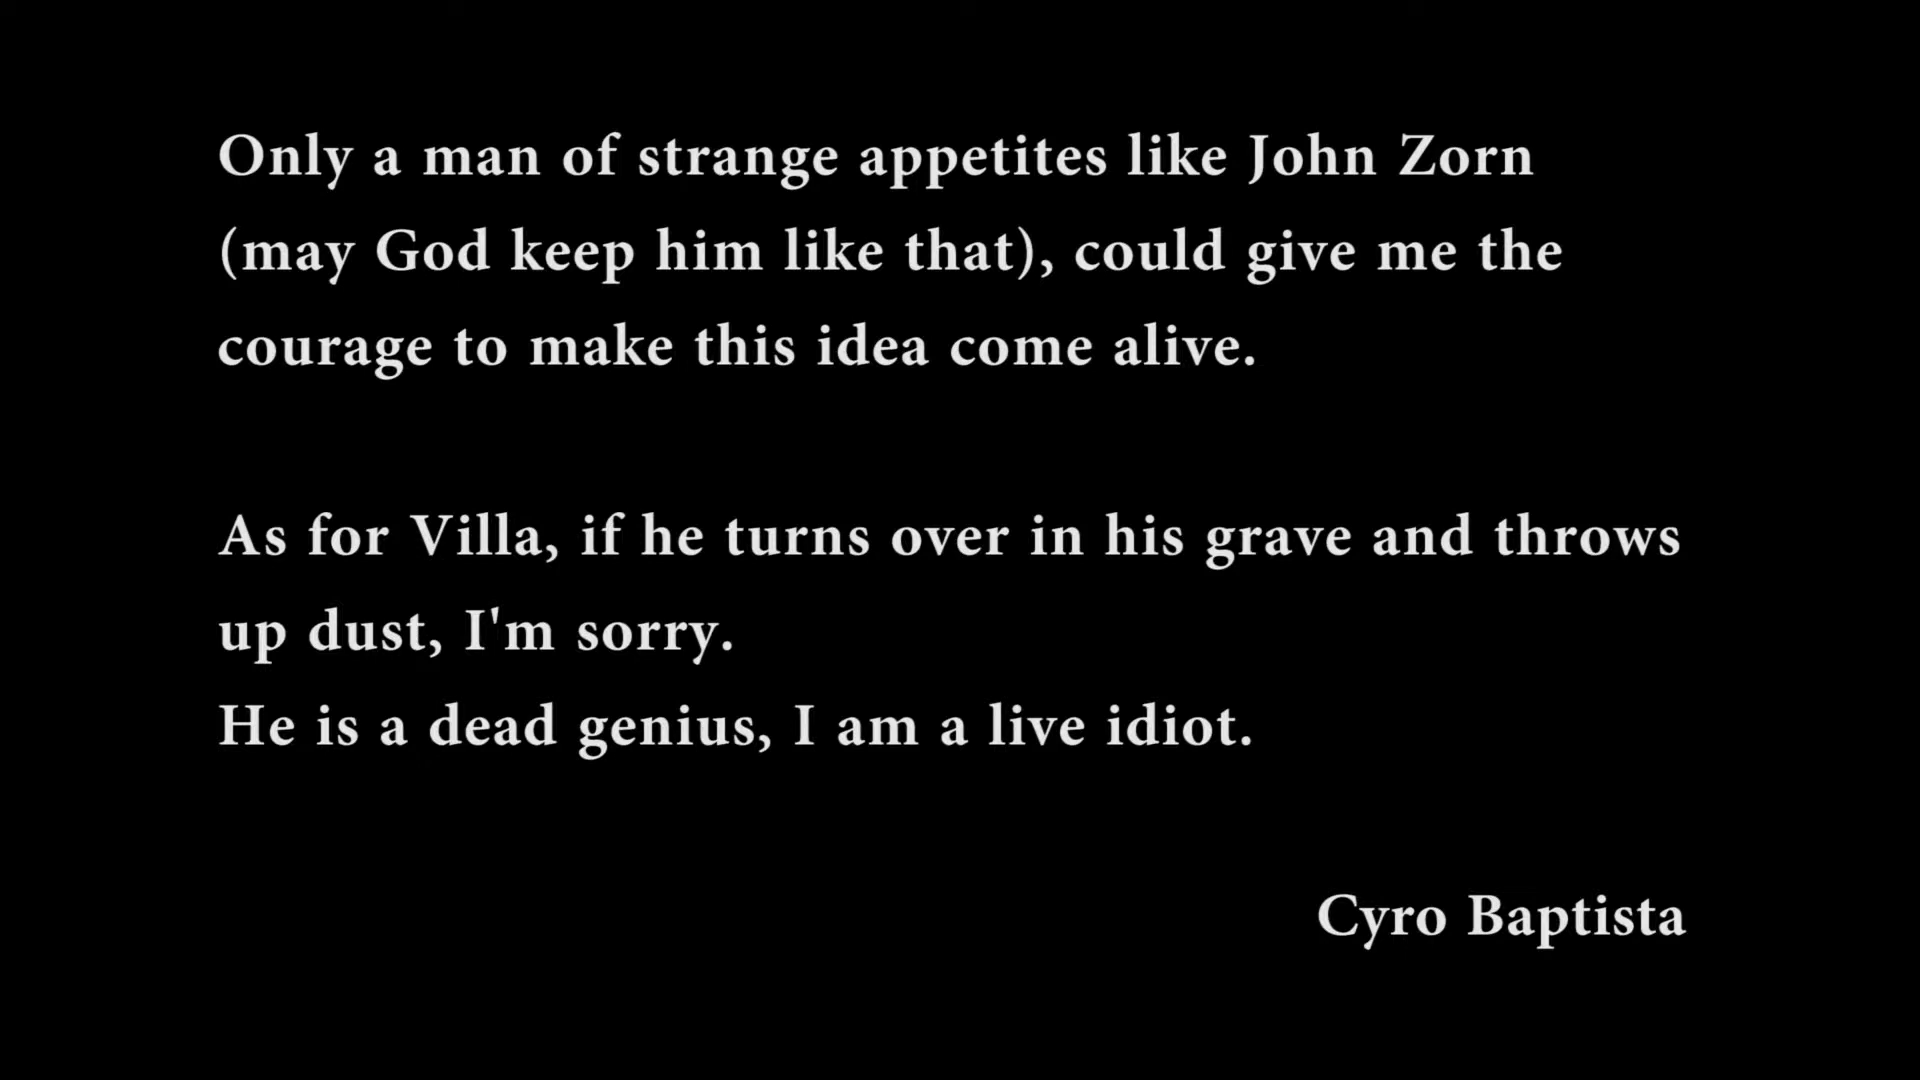 Only a man of strange appetites like John Zorn
(may God keep him like that), could give me the
courage to make this idea come alive.
As for Villa, if he turns over in his grave and throws
up dust, I'm sorry.
He is a dead genius, I am a live idiot.
Cyro Baptista